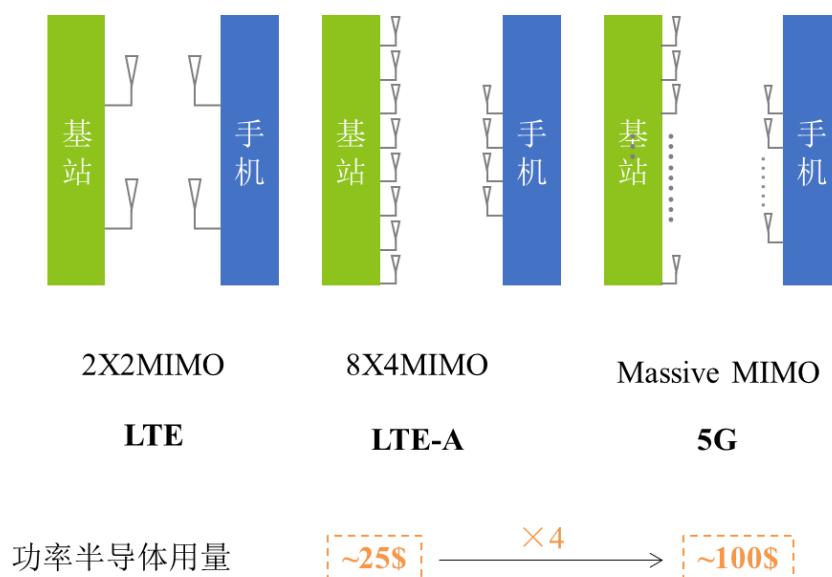 基站
手机
基站
手机
基站
手机
2X2MIMO
8X4MIMO
Massive MIMO
LTE
LTE-A
5G
功率半导体用量
~25$
×4
~100$